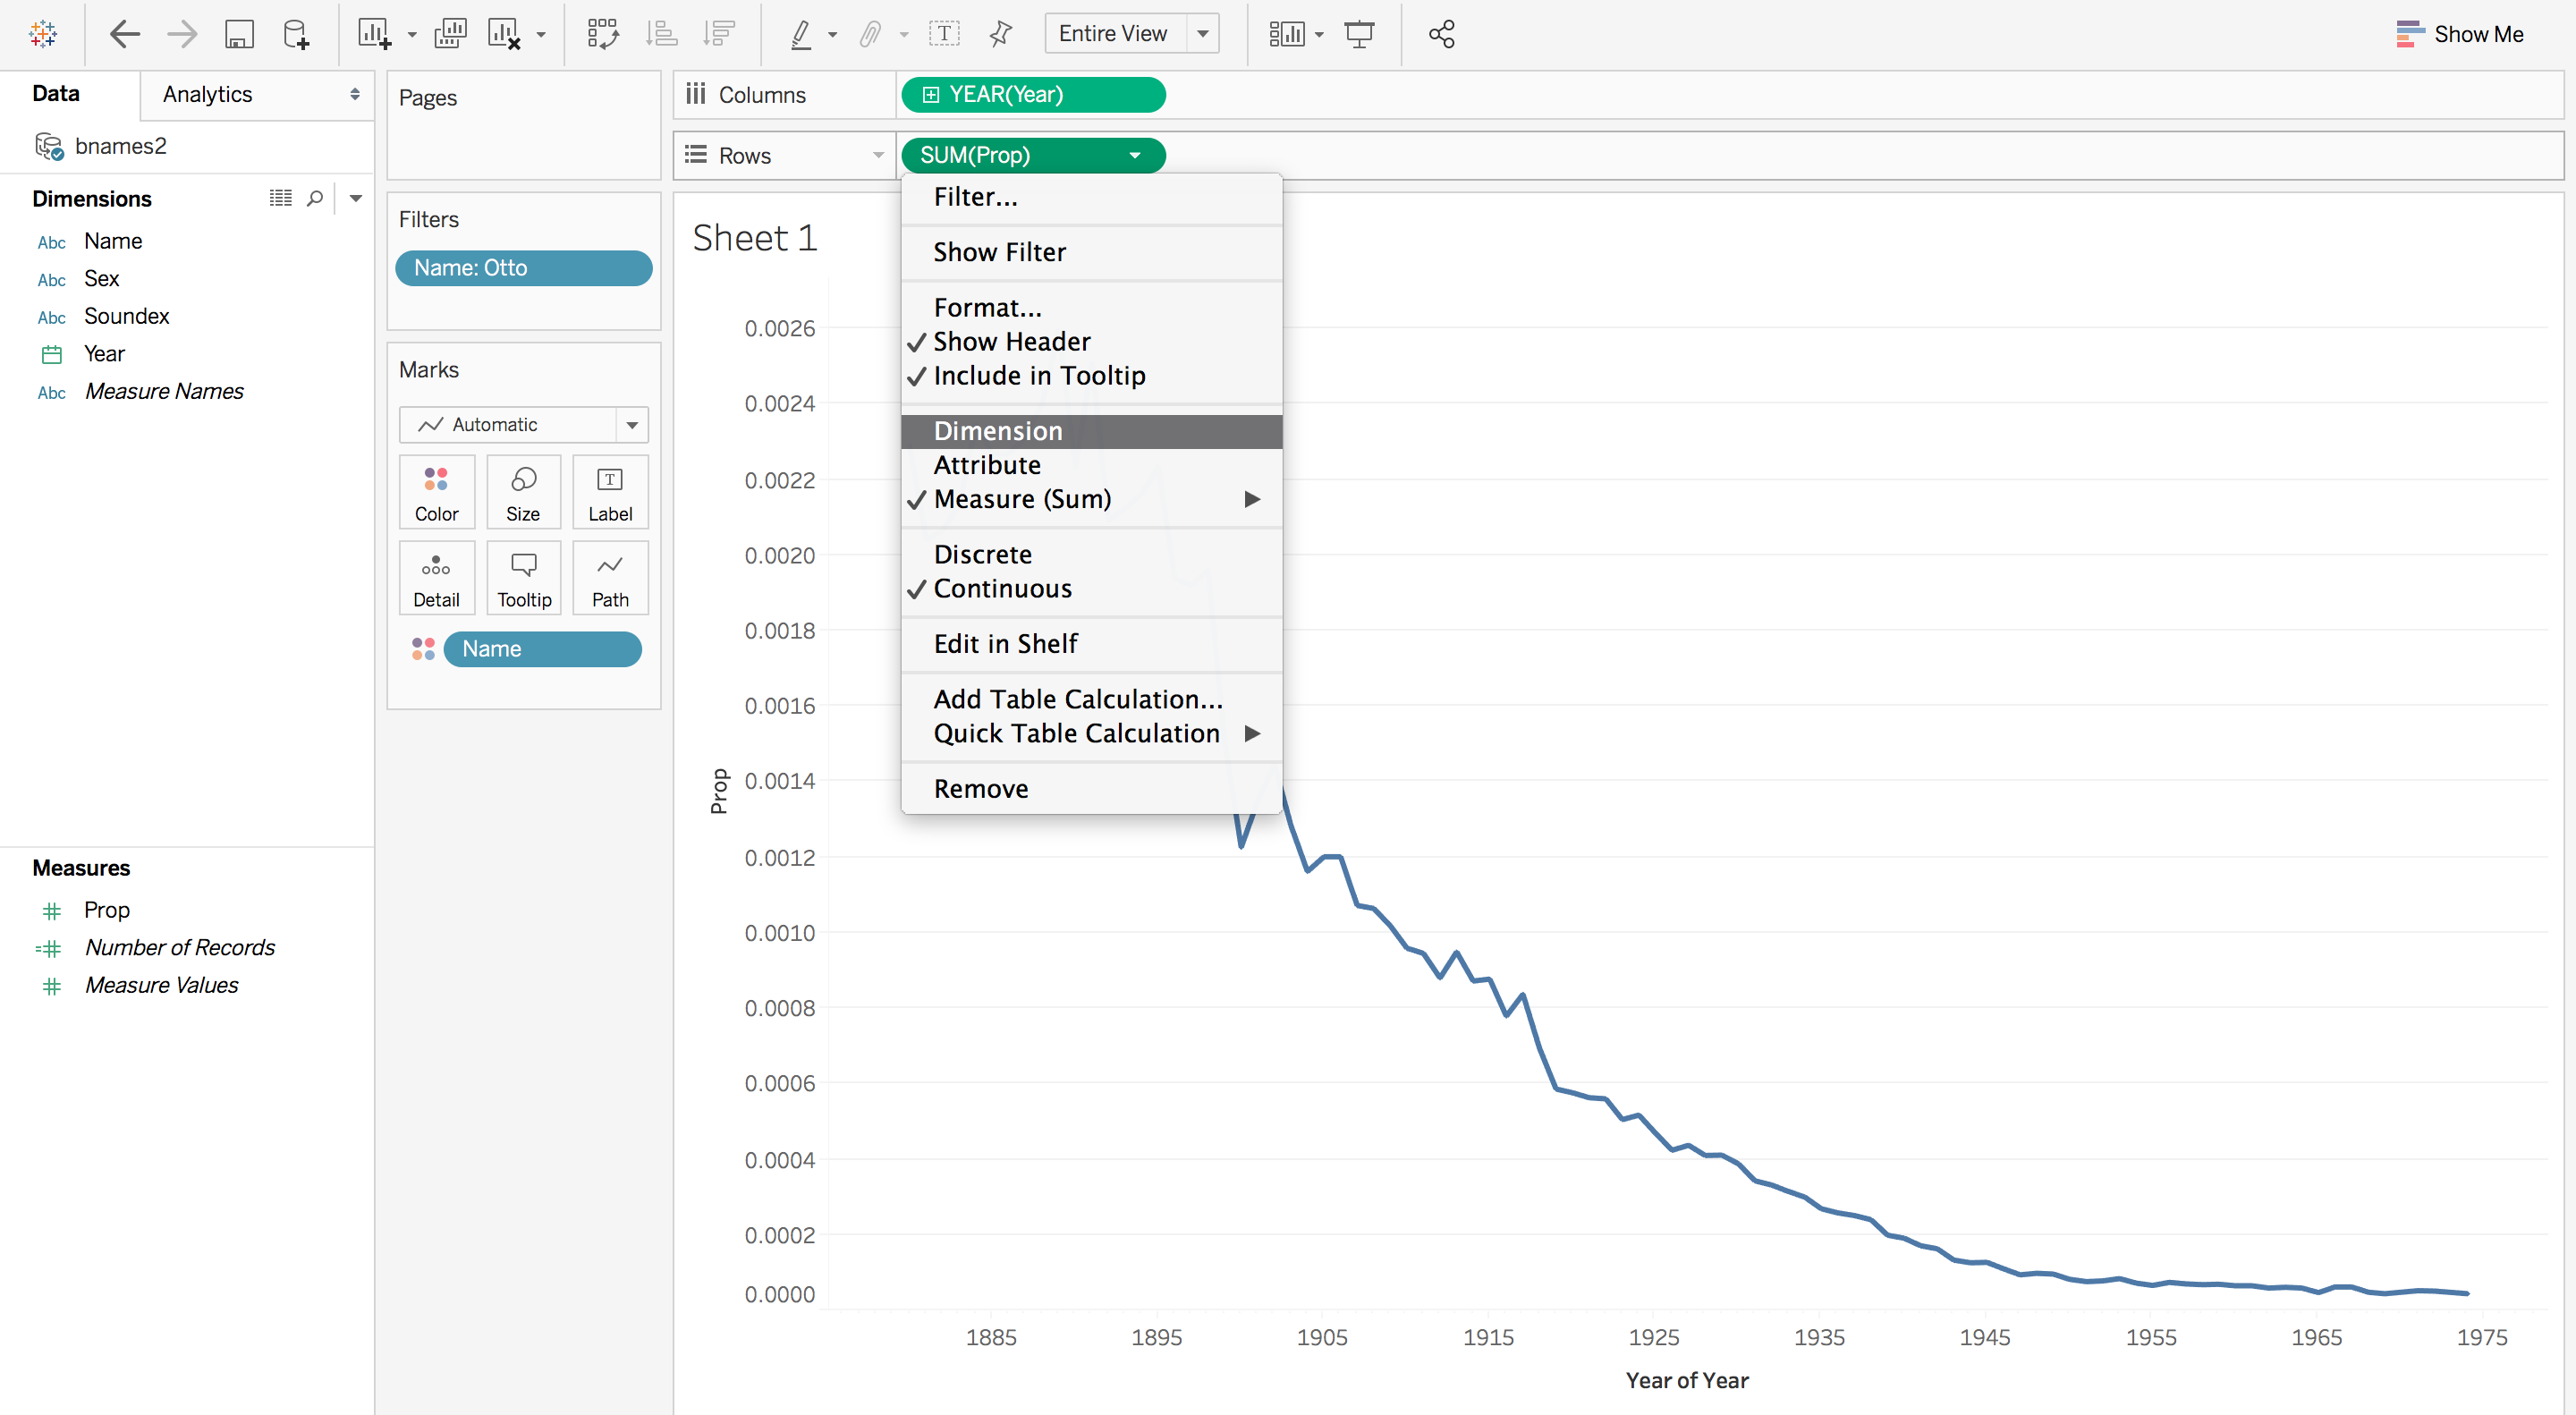 Entire View
Show Me
Data
Analytics
bnames2
Dimensions
Abc Name
Abc Sex
Abc Soundex
Year
Abc Measure Names
Measures
Prop
Number of Records
Measure Values
Pages
Filters
Name: Otto
Marks
Automatic
Color
Size
T
Label
Detail
Tooltip
Path
Name
Columns
YEAR(Year)
Rows
SUM(Prop)
Filter...
Show Filter
Format...
Show Header
Include in Tooltip
Dimension
Attribute
Measure (Sum)
Discrete
Continuous
Edit in Shelf
Add Table Calculation...
Quick Table Calculation
Remove
Sheet 1
0.0026
0.0024
0.0022
0.0020
0.0018
0.0016
0.0014
0.0012
0.0010
0.0008
0.0006
0.0004
0.0002
0.0000
Prop
1885 1895 1905 1915 1925 1935 1945 1955 1965 1975
Year of Year